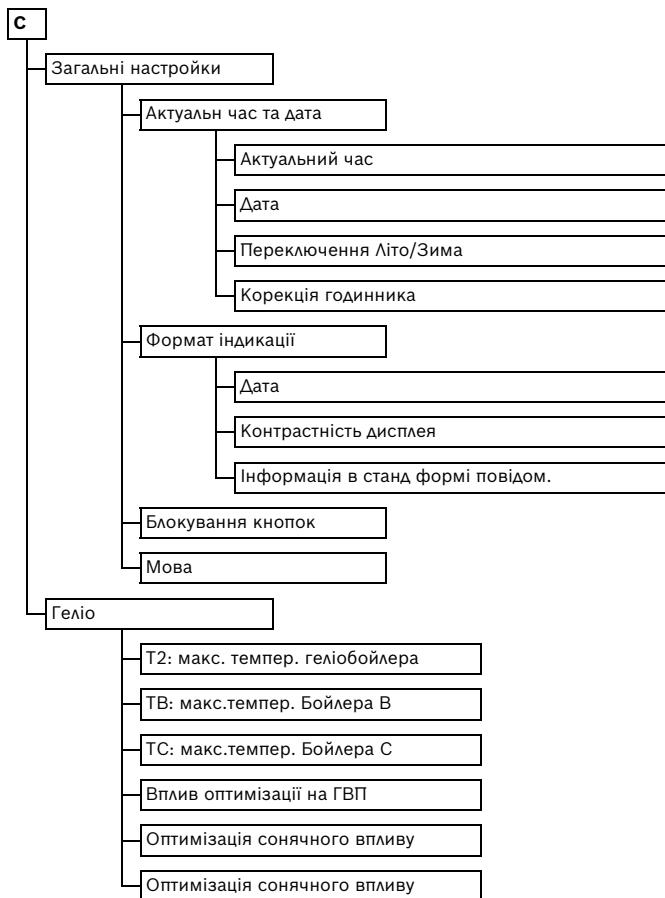 C
Загальні настройки
Актуальн час та дата
Актуальний час
Дата
Переключення Літо/Зима
Корекція годинника
Формат індикації
Дата
Контрастність дисплея
Інформація в станд формі повідом.
Блокування кнопок
Мова
Геліо
T2: макс. темпер. геліобойлера
TB: макс.темпер. Бойлера B
TC: макс.темпер. Бойлера C
Вплив оптимізації на ГВП
Оптимізація сонячного впливу
Оптимізація сонячного впливу